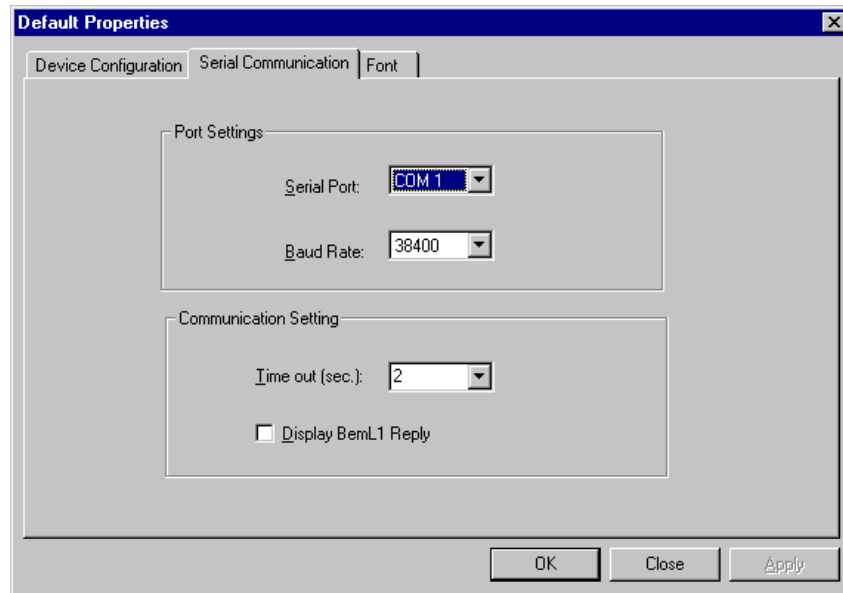 Default Properties
Device Configuration Serial Communication Font
Port Settings
Serial Port: COM 1
Baud Rate: 38400
Communication Setting
Time out (sec.): 2
Display BemL1 Reply
OK Close Apply